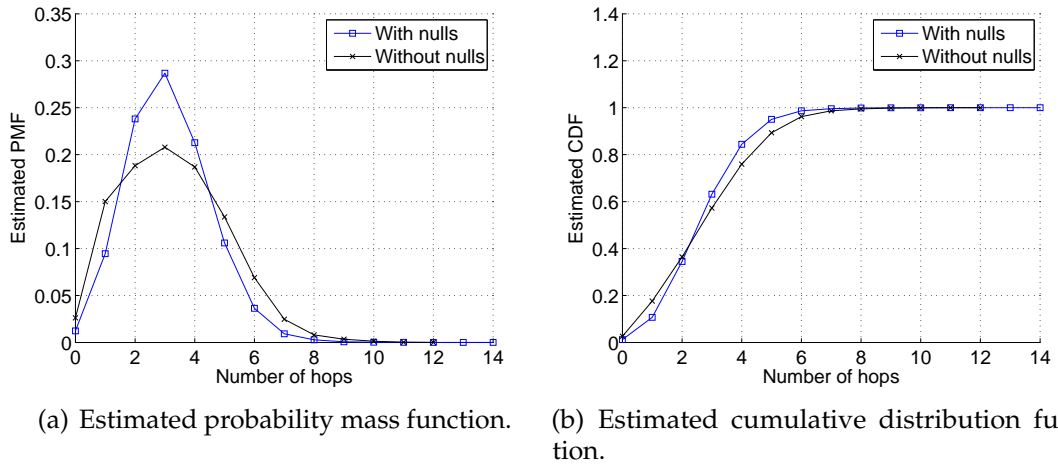 0.35
0.3
0.25
0.2
0.15
0.1
0.05
0
Estimated PMF
0 2 4 6 8 10 12 14
Number of hops
With nulls
Without nulls
(a) Estimated probability mass function.
1.4
1.2
1
0.8
0.6
0.4
0.2
0
Estimated CDF
0 2 4 6 8 10 12 14
Number of hops
With nulls
Without nulls
(b) Estimated cumulative distribution fu
tion.